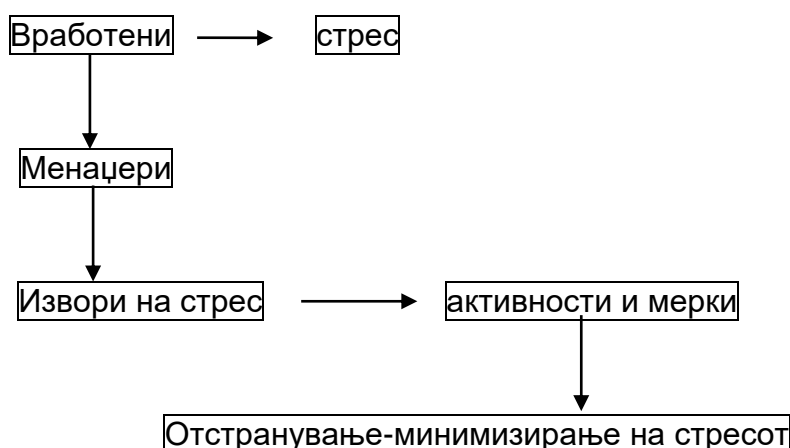 Вработени
стрес
Менаџери
Извори на стрес
активности и мерки
Отстранување-минимизирање на стресот